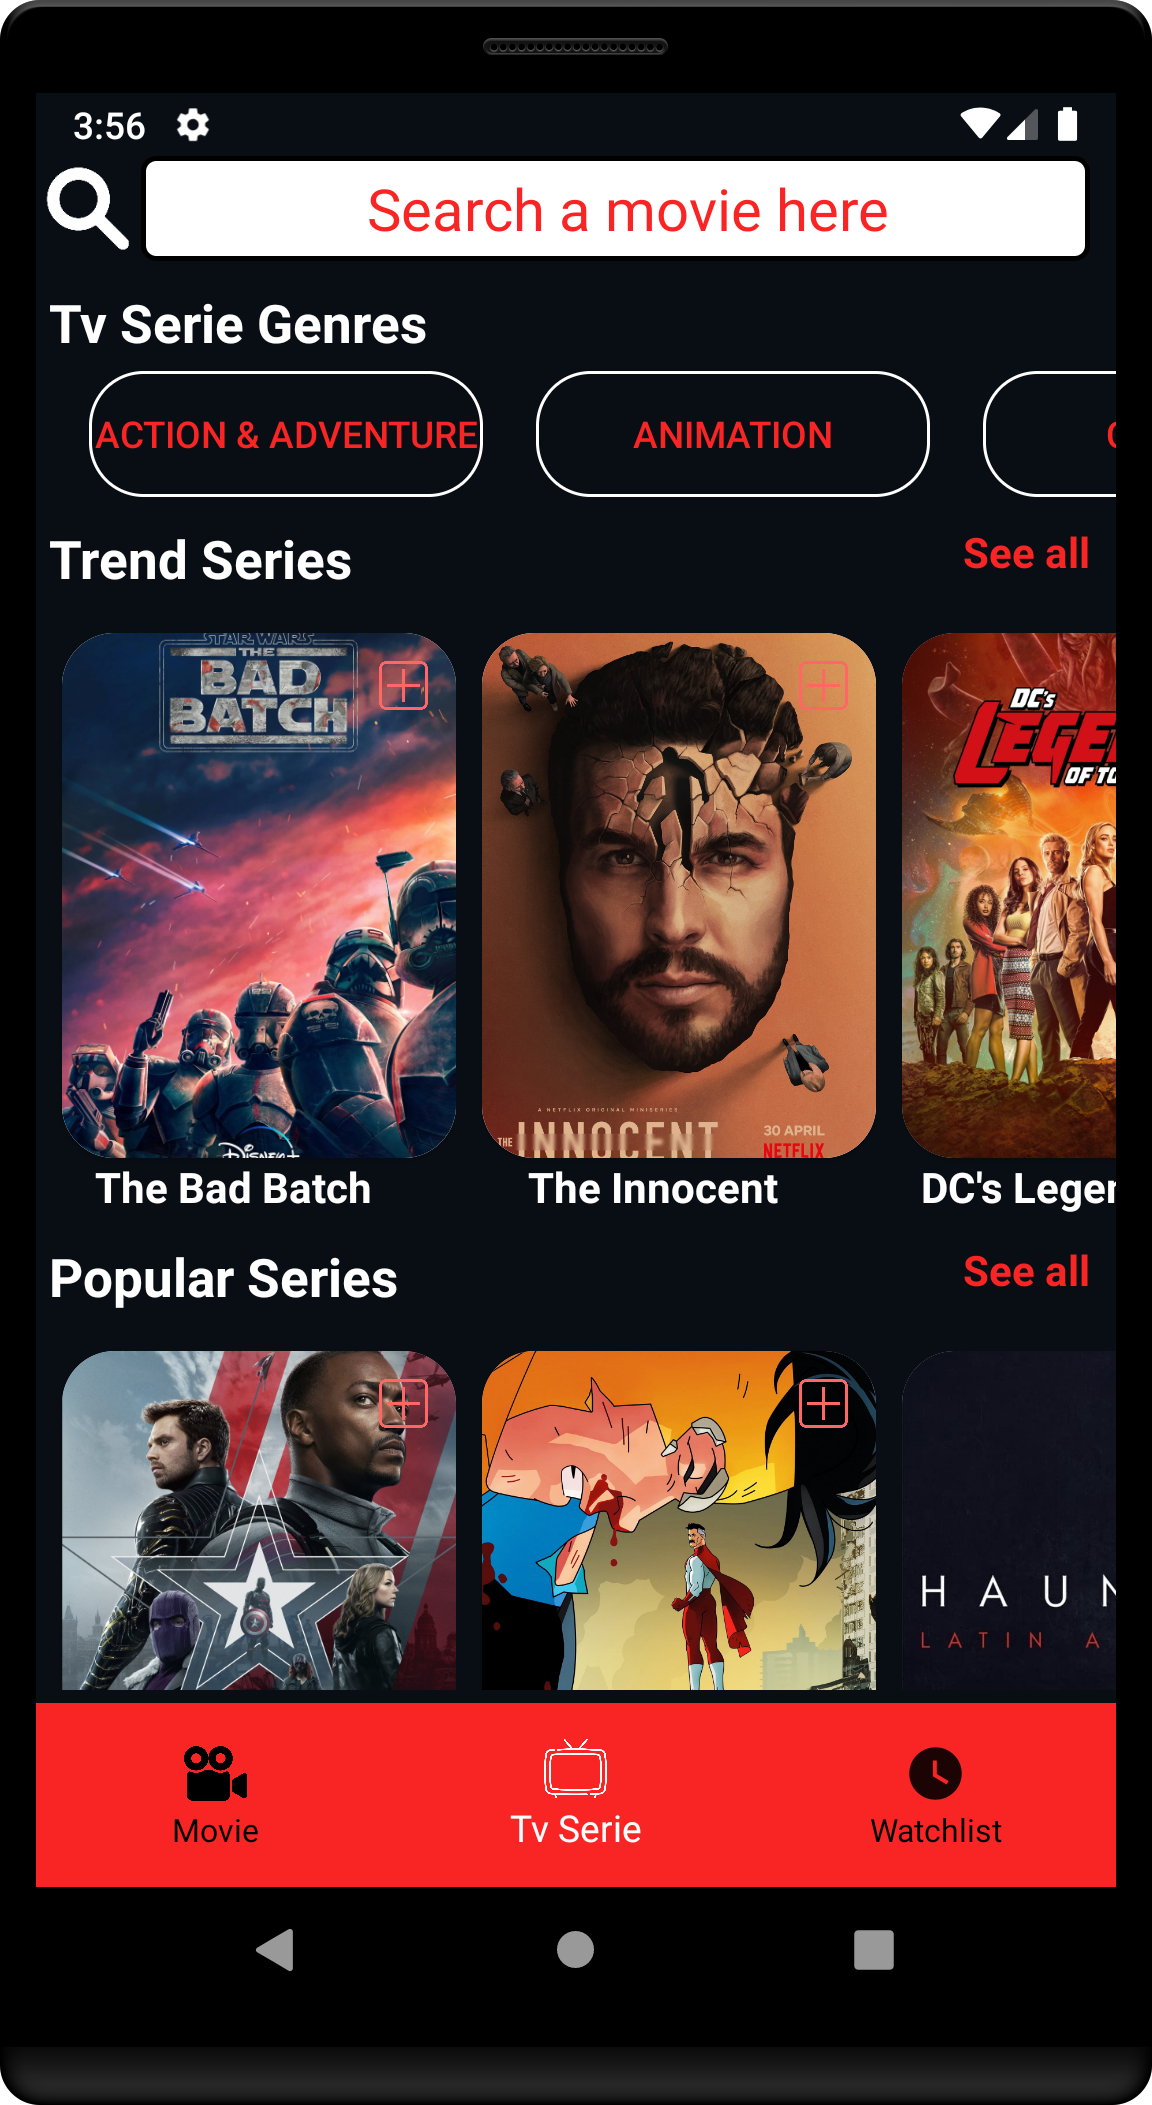 3:56
Search a movie here
Tv Serie Genres
ACTION & ADVENTURE
ANIMATION
Trend Series
See all
STAR WARS
THE
BAD
BATCH
DISNEY+
A NETFLIX ORIGINAL MINISERIES
THE INNOCENT
30 APRIL
NETFLIX
DC's
LEGE
OF TO
The Bad Batch
The Innocent
DC's Leger
Popular Series
See all
HAUN
LATIN A
Movie
Tv Serie
Watchlist